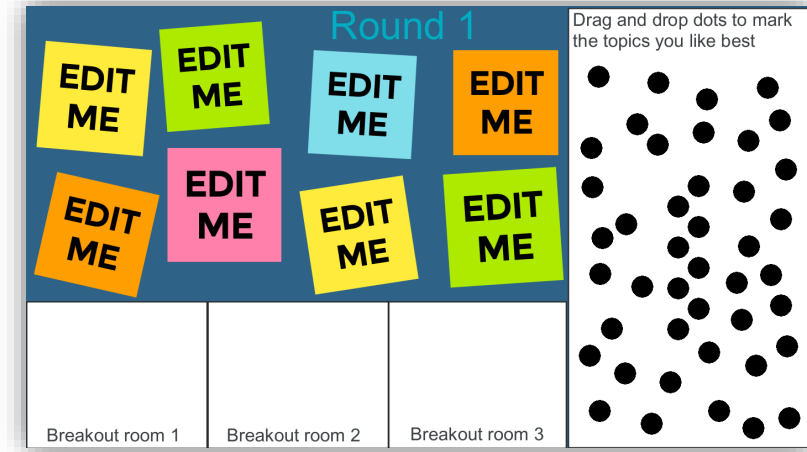 Round 1
Drag and drop dots to mark
the topics you like best
EDIT
ME
EDIT
ME
EDIT
ME
EDIT
ME
EDIT
ME
EDIT
ME
EDIT
ME
EDIT
ME
Breakout room 1
Breakout room 2
Breakout room 3